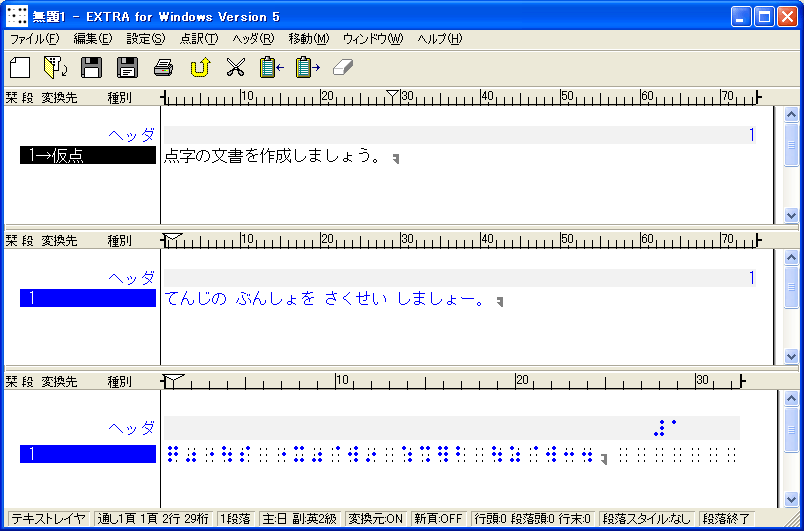 無題1 - EXTRA for Windows Version 5
ファイル(F) 編集(E) 設定(S) 点訳(T) ヘッダ(R) 移動(M) ウィンドウ(W) ヘルプ(H)
栞 段 変換先 種別 10 20 30 40 50 60 70
ヘッダ 1
1→仮点 点字の文書を作成しましょう。
栞 段 変換先 種別 10 20 30 40 50 60 70
ヘッダ 1
1 てんじの ぶんしょを さくせい しましょー。
栞 段 変換先 種別 10 20 30
ヘッダ ⠼⠁
1
テキストレイヤ 通し1頁 1頁 2行 29桁 1段落 主:日 副:英2級 変換元:ON 新頁:OFF 行頭:0 段落頭:0 行末:0 段落スタイル:なし 段落終了